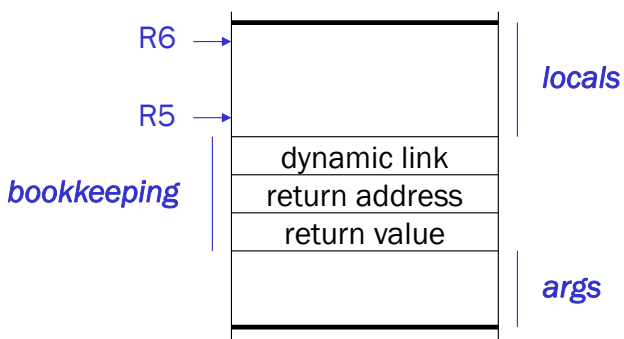 R6
locals
R5
dynamic link
bookkeeping
return address
return value
args